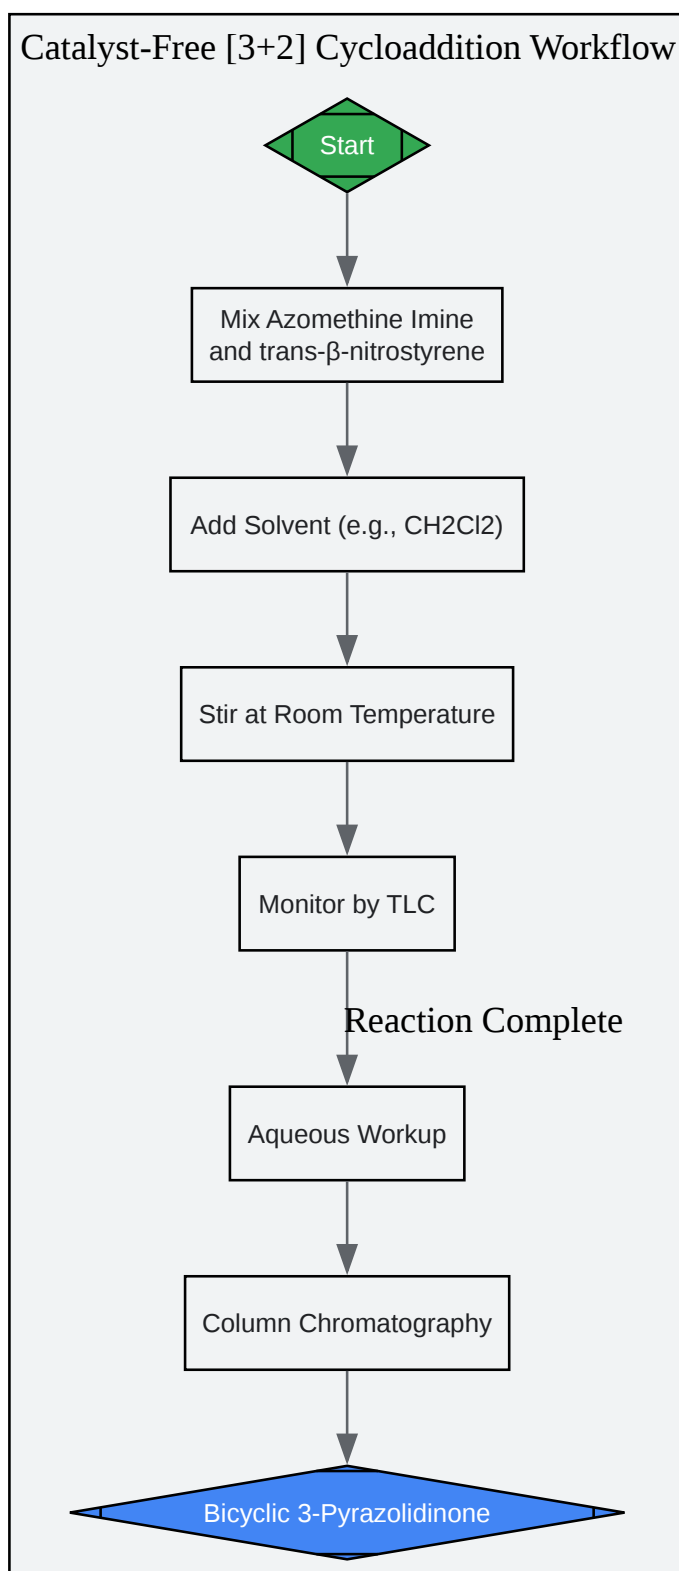 Catalyst-Free [3+2] Cycloaddition Workflow
Start
Mix Azomethine Imine
and trans-β-nitrostyrene
Add Solvent (e.g., CH2Cl2)
Stir at Room Temperature
Monitor by TLC
Reaction Complete
Aqueous Workup
Column Chromatography
Bicyclic 3-Pyrazolidinone